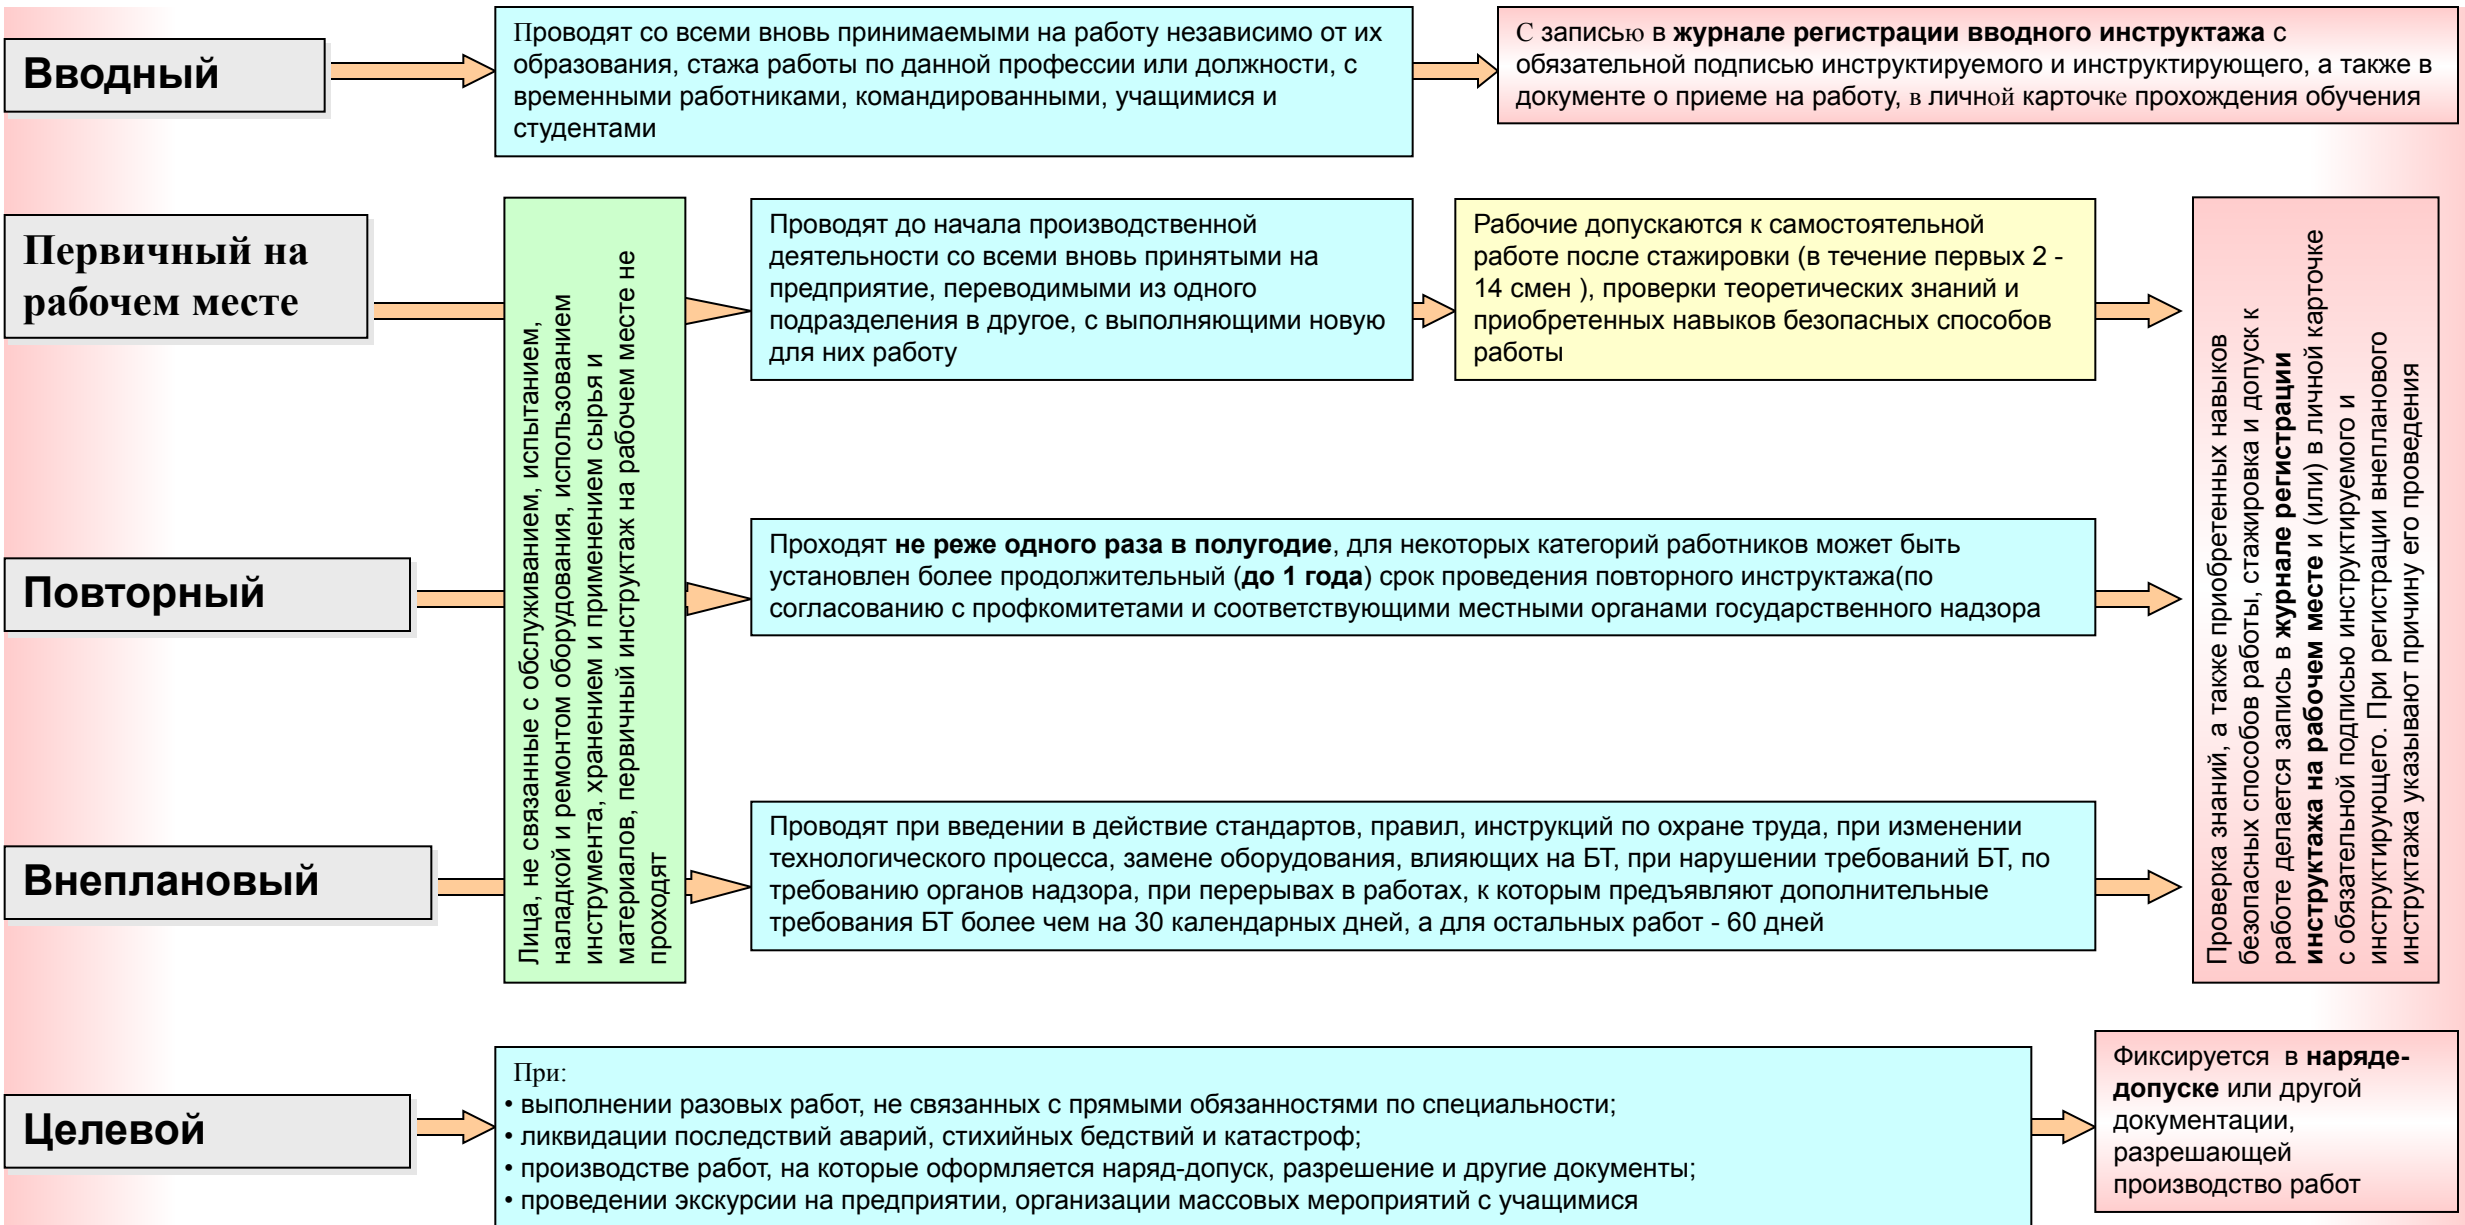 Вводный
Проводят со всеми вновь принимаемыми на работу независимо от их
образования, стажа работы по данной профессии или должности, с
временными работниками, командированными, учащимися и
студентами
С записью в журнале регистрации вводного инструктажа с
обязательной подписью инструктируемого и инструктирующего, а также в
документе о приеме на работу, в личной карточке прохождения обучения
Первичный на
рабочем месте
Лица, не связанные с обслуживанием, испытанием,
наладкой и ремонтом оборудования, использованием
инструмента, хранением и применением сырья и
материалов, первичный инструктаж на рабочем месте не
проходят
Проводят до начала производственной
деятельности со всеми вновь принятыми на
предприятие, переводимыми из одного
подразделения в другое, с выполняющими новую
для них работу
Рабочие допускаются к самостоятельной
работе после стажировки (в течение первых 2 -
14 смен ), проверки теоретических знаний и
приобретенных навыков безопасных способов
работы
Проверка знаний, а также приобретенных навыков
безопасных способов работы, стажировка и допуск к
работе делается запись в журнале регистрации
инструктажа на рабочем месте и (или) в личной карточке
с обязательной подписью инструктируемого и
инструктирующего. При регистрации внепланового
инструктажа указывают причину его проведения
Повторный
Проходят не реже одного раза в полугодие, для некоторых категорий работников может быть
установлен более продолжительный (до 1 года) срок проведения повторного инструктажа(по
согласованию с профкомитетами и соответствующими местными органами государственного надзора
Внеплановый
Проводят при введении в действие стандартов, правил, инструкций по охране труда, при изменении
технологического процесса, замене оборудования, влияющих на БТ, при нарушении требований БТ, по
требованию органов надзора, при перерывах в работах, к которым предъявляют дополнительные
требования БТ более чем на 30 календарных дней, а для остальных работ - 60 дней
Целевой
При:
• выполнении разовых работ, не связанных с прямыми обязанностями по специальности;
• ликвидации последствий аварий, стихийных бедствий и катастроф;
• производстве работ, на которые оформляется наряд-допуск, разрешение и другие документы;
• проведении экскурсии на предприятии, организации массовых мероприятий с учащимися
Фиксируется в наряде-
допуске или другой
документации,
разрешающей
производство работ